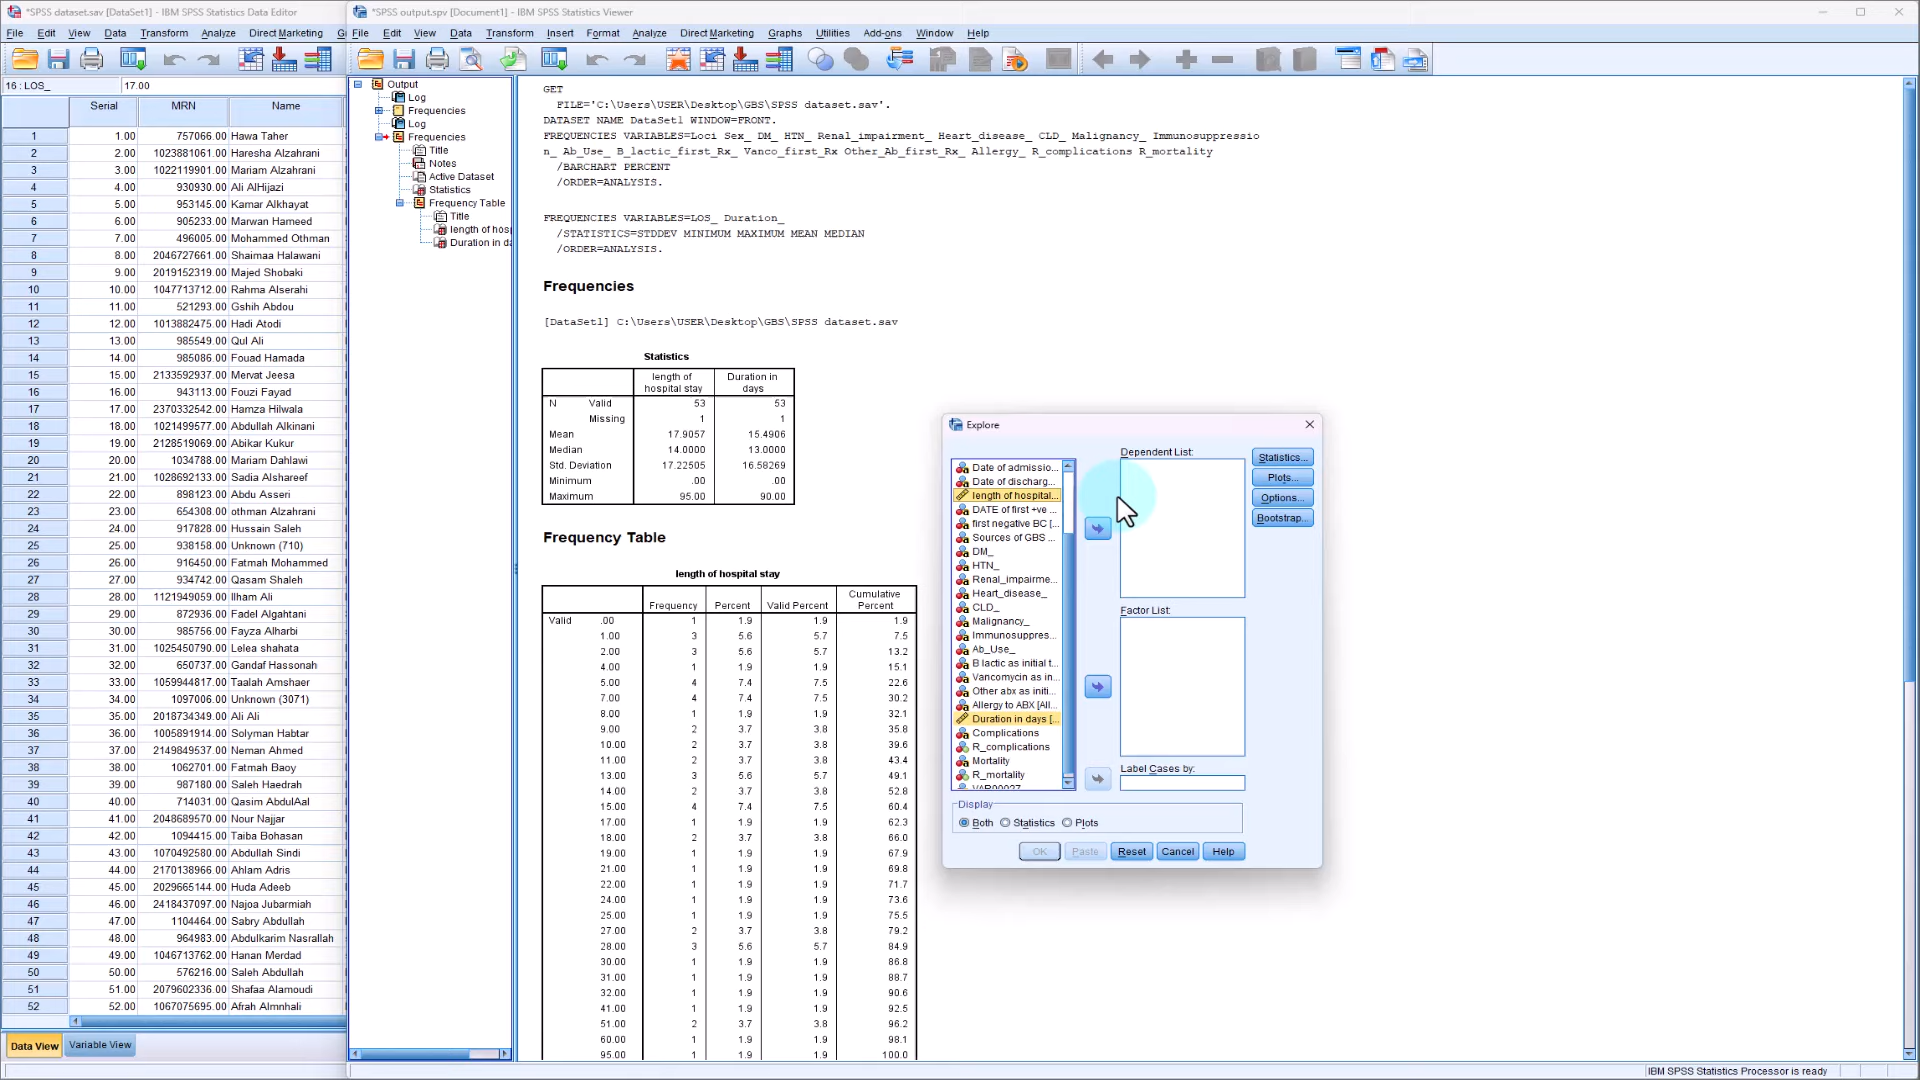 *SPSS dataset.sav [DataSet1] - IBM SPSS Statistics Data Editor
File Edit View Data Transform Analyze Direct Marketing
16 : LOS_ 17.00
Serial MRN Name
1 1.00 757066.00 Hawa Taher
2 2.00 1023881061.00 Haresha Alzahrani
3 3.00 1022119901.00 Mariam Alzahrani
4 4.00 930930.00 Ali AlHijazi
5 5.00 953145.00 Kamar Alkhayat
6 6.00 905233.00 Marwan Hameed
7 7.00 496005.00 Mohammed Othman
8 8.00 2046727661.00 Shaimaa Halawani
9 9.00 2019152319.00 Majed Shobaki
10 10.00 1047713712.00 Rahma Alserahi
11 11.00 521293.00 Gshih Abdou
12 12.00 1013882475.00 Hadi Atodi
13 13.00 985549.00 Qul Ali
14 14.00 985086.00 Fouad Hamada
15 15.00 2133592937.00 Mervat Jeesa
16 16.00 943113.00 Fouzi Fayad
17 17.00 2370332542.00 Hamza Hilwala
18 18.00 1021499577.00 Abdullah Alkinani
19 19.00 2128519069.00 Abikar Kukur
20 20.00 1034788.00 Mariam Dahlawi
21 21.00 1028692133.00 Sadia Alshareef
22 22.00 898123.00 Abdu Asseri
23 23.00 654308.00 othman Alzahrani
24 24.00 917828.00 Hussain Saleh
25 25.00 938158.00 Unknown (710)
26 26.00 916450.00 Fatmah Mohammed
27 27.00 934742.00 Qasam Shaleh
28 28.00 1121949059.00 Ilham Ali
29 29.00 872936.00 Fadel Algahtani
30 30.00 985756.00 Fayza Alharbi
31 31.00 1025450790.00 Lelea shahata
32 32.00 650737.00 Gandaf Hassonah
33 33.00 1059944817.00 Taalah Amshaer
34 34.00 1097006.00 Unknown (3071)
35 35.00 2018734349.00 Ali Ali
36 36.00 1005891914.00 Solyman Habtar
37 37.00 2149849537.00 Neman Ahmed
38 38.00 1062701.00 Fatmah Baoy
39 39.00 987180.00 Saleh Haedrah
40 40.00 714031.00 Qasim AbdulAal
41 41.00 2048689570.00 Nour Najjar
42 42.00 1094415.00 Taiba Bohasan
43 43.00 1070492580.00 Abdullah Sindi
44 44.00 2170138966.00 Ahlam Adris
45 45.00 2029665144.00 Huda Adeeb
46 46.00 2418437097.00 Najoa Jubarmiah
47 47.00 1104464.00 Sabry Abdullah
48 48.00 964983.00 Abdulkarim Nasrallah
49 49.00 1046713762.00 Hanan Merdad
50 50.00 576216.00 Saleh Abdullah
51 51.00 2079602336.00 Shafaa Alamoudi
52 52.00 1067075695.00 Afrah Almnhali
Data View Variable View
*SPSS output.spv [Document1] - IBM SPSS Statistics Viewer
File Edit View Data Transform Insert Format Analyze Direct Marketing Graphs Utilities Add-ons Window Help
Output
Log
Frequencies
Log
Frequencies
Title
Notes
Active Dataset
Statistics
Frequency Table
Title
length of hosp
Duration in da
GET
FILE='C:\Users\USER\Desktop\GBS\SPSS dataset.sav'.
DATASET NAME DataSet1 WINDOW=FRONT.
FREQUENCIES VARIABLES=Loci Sex_ DM_ HTN_ Renal_impairment_ Heart_disease_ CLD_ Malignancy_ Immunosuppressio
n_ Ab_Use_ B_lactic_first_Rx_ Vanco_first_Rx Other_Ab_first_Rx_ Allergy_ R_complications R_mortality
/BARCHART PERCENT
/ORDER=ANALYSIS.
FREQUENCIES VARIABLES=LOS_ Duration_
/STATISTICS=STDDEV MINIMUM MAXIMUM MEAN MEDIAN
/ORDER=ANALYSIS.
Frequencies
[DataSet1] C:\Users\USER\Desktop\GBS\SPSS dataset.sav
Statistics
length of Duration in
hospital stay days
N Valid 53 53
Missing 1 1
Mean 17.9057 15.4906
Median 14.0000 13.0000
Std. Deviation 17.22505 16.58269
Minimum .00 .00
Maximum 95.00 90.00
Frequency Table
length of hospital stay
Cumulative
Frequency Percent Valid Percent Percent
Valid .00 1 1.9 1.9 1.9
1.00 3 5.6 5.7 7.5
2.00 3 5.6 5.7 13.2
4.00 1 1.9 1.9 15.1
5.00 4 7.4 7.5 22.6
7.00 4 7.4 7.5 30.2
8.00 1 1.9 1.9 32.1
9.00 2 3.7 3.8 35.8
10.00 2 3.7 3.8 39.6
11.00 2 3.7 3.8 43.4
13.00 3 5.6 5.7 49.1
14.00 2 3.7 3.8 52.8
15.00 4 7.4 7.5 60.4
17.00 1 1.9 1.9 62.3
18.00 2 3.7 3.8 66.0
19.00 1 1.9 1.9 67.9
21.00 1 1.9 1.9 69.8
22.00 1 1.9 1.9 71.7
24.00 1 1.9 1.9 73.6
25.00 1 1.9 1.9 75.5
27.00 2 3.7 3.8 79.2
28.00 3 5.6 5.7 84.9
30.00 1 1.9 1.9 86.8
31.00 1 1.9 1.9 88.7
32.00 1 1.9 1.9 90.6
41.00 1 1.9 1.9 92.5
51.00 2 3.7 3.8 96.2
60.00 1 1.9 1.9 98.1
95.00 1 1.9 1.9 100.0
Explore
Date of admissio...
Date of discharg...
length of hospital...
DATE of first +ve ...
first negative BC [...
Sources of GBS ...
DM_
HTN_
Renal_impairme...
Heart_disease_
CLD_
Malignancy_
Immunosuppres...
Ab_Use_
B lactic as initial t...
Vancomycin as in...
Other abx as initi...
Allergy to ABX [All...
Duration in days [...
Complications
R_complications
Mortality
R_mortality
VAR00027
Dependent List:
Factor List:
Label Cases by:
Statistics...
Plots...
Options...
Bootstrap...
Display
Both Statistics Plots
OK Paste Reset Cancel Help
IBM SPSS Statistics Processor is ready